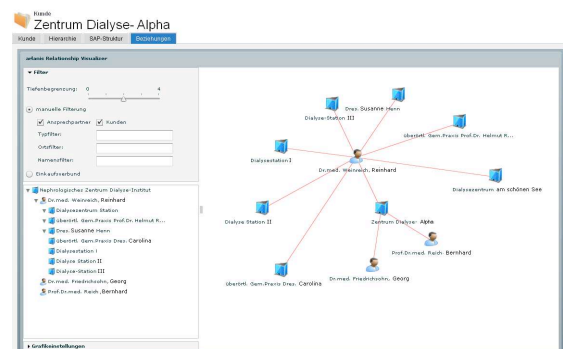 Kunde
Zentrum Dialyse- Alpha
Kunde Hierarchie SAP-Struktur Beziehungen
arlanis Relationship Visualizer
Filter
Tiefenbegrenzung: 0 4
manuelle Filterung
Ansprechpartner Kunden
Typfilter:
Ortsfilter:
Namensfilter:
Einkaufsverbund
Nephrologisches Zentrum Dialyse-Institut
Dr.med. Weinreich, Reinhard
Dialysezentrum Station
überörtl. Gem.Praxis Prof.Dr. Helmut R...
Dres. Susanne Henn
überörtl. Gem.Praxis Dres. Carolina
Dialysestation I
Dialyse Station II
Dialyse-Station III
Dr.med. Friedrichsohn, Georg
Prof.Dr.med. Reich, Bernhard
Grafikeinstellungen
Dres. Susanne Henn
Dialyse-Station III
überörtl. Gem.Praxis Prof.Dr. Helmut R...
Dialysestation I
Dr.med. Weinreich, Reinhard
Dialysezentrum am schönen See
Dialyse Station II
Zentrum Dialyse- Alpha
Prof.Dr.med. Reich, Bernhard
Dr.med. Friedrichsohn, Georg
überörtl. Gem.Praxis Dres. Carolina